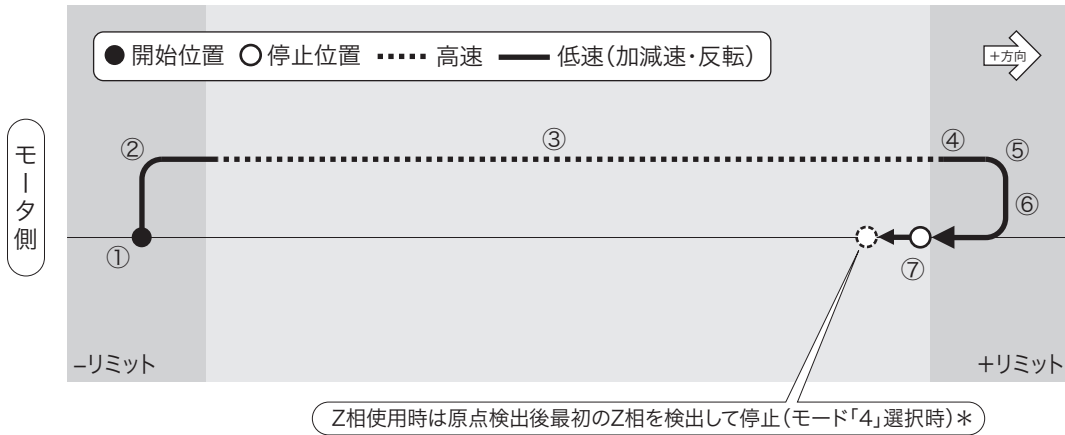 ●開始位置 ○停止位置 ······ 高速 ━━ 低速(加減速・反転)
+方向
モータ側
①
②
③
④
⑤
⑥
⑦
−リミット
+リミット
Z相使用時は原点検出後最初のZ相を検出して停止(モード「4」選択時)＊